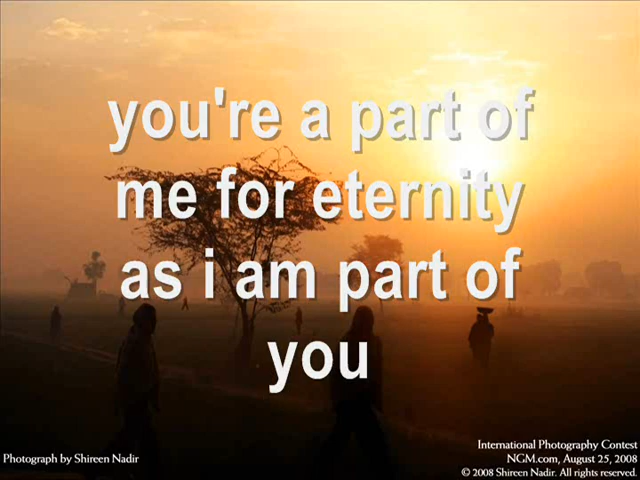 you're a part of
me for eternity
as i am part of
you
International Photography Contest
Photograph by Shireen Nadir
NGM.com, August 25, 2008
© 2008 Shireen Nadir. All rights reserved.